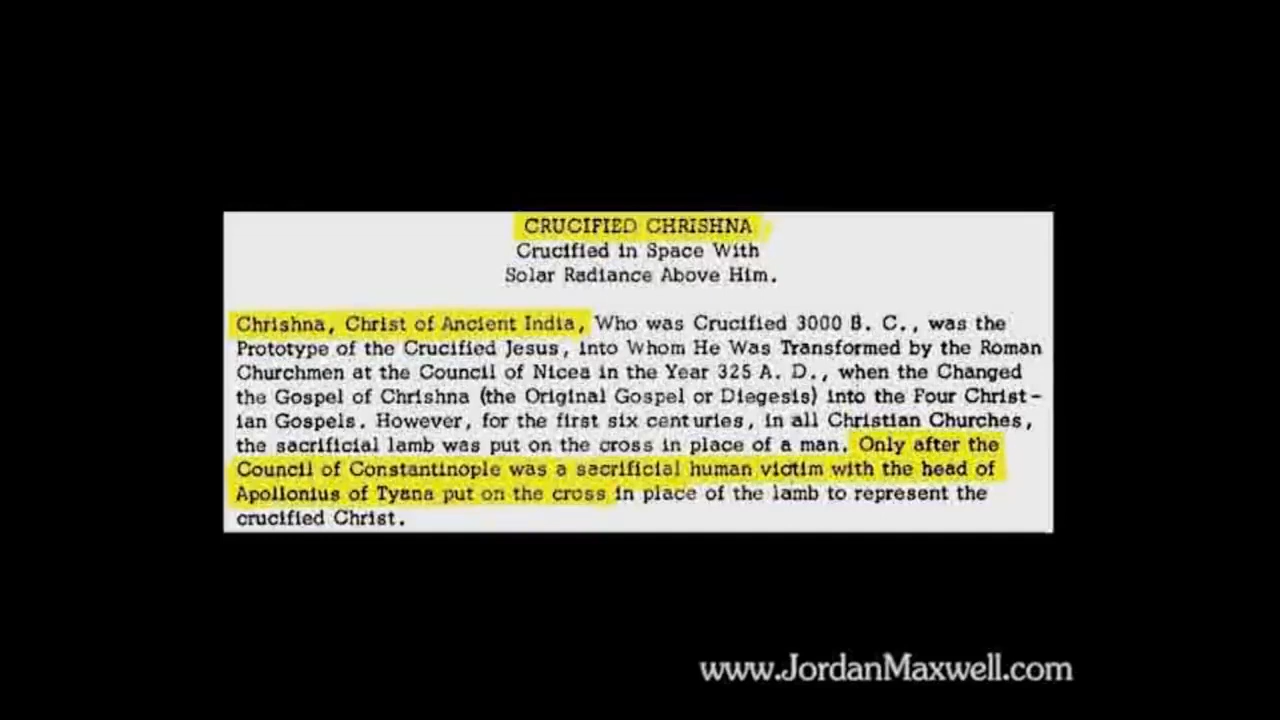 CRUCIFIED CHRISHNA
Crucified in Space With
Solar Radiance Above Him.
Chrishna, Christ of Ancient India, Who was Crucified 3000 B. C., was the
Prototype of the Crucified Jesus, into Whom He Was Transformed by the Roman
Churchmen at the Council of Nicea in the Year 325 A. D., when the Changed
the Gospel of Chrishna (the Original Gospel or Diegesis) into the Four Christ-
ian Gospels. However, for the first six centuries, in all Christian Churches,
the sacrificial lamb was put on the cross in place of a man. Only after the
Council of Constantinople was a sacrificial human victim with the head of
Apollonius of Tyana put on the cross in place of the lamb to represent the
crucified Christ.
www.JordanMaxwell.com